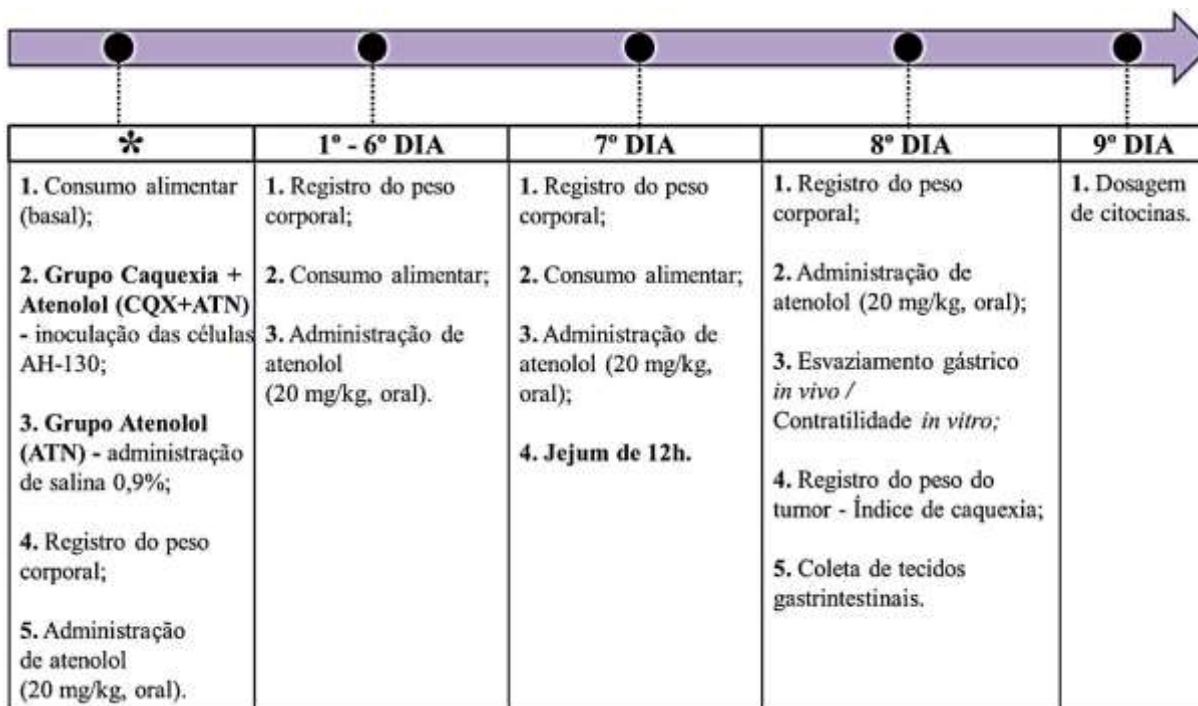 *
1. Consumo alimentar
(basal);
2. Grupo Caquexia +
Atenolol (CQX+ATN)
- inoculação das células
AH-130;
3. Grupo Atenolol
(ATN) - administração
de salina 0,9%;
4. Registro do peso
corporal;
5. Administração
de atenolol
(20 mg/kg, oral).
1º - 6º DIA
1. Registro do peso
corporal;
2. Consumo alimentar;
3. Administração de
atenolol
(20 mg/kg, oral).
7º DIA
1. Registro do peso
corporal;
2. Consumo alimentar;
3. Administração de
atenolol (20 mg/kg,
oral);
4. Jejum de 12h.
8º DIA
1. Registro do peso
corporal;
2. Administração de
atenolol (20 mg/kg, oral);
3. Esvaziamento gástrico
in vivo /
Contratilidade in vitro;
4. Registro do peso do
tumor - Índice de caquexia;
5. Coleta de tecidos
gastrintestinais.
9º DIA
1. Dosagem
de citocinas.